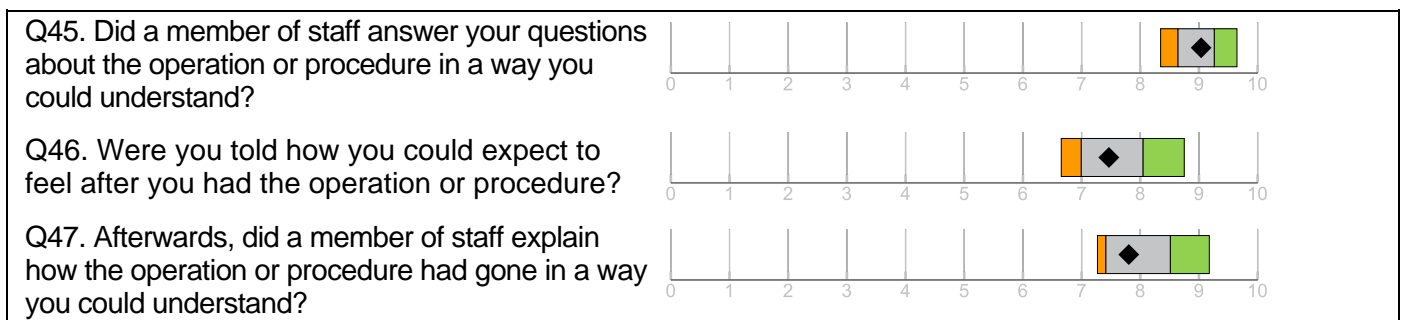 Q45. Did a member of staff answer your questions
about the operation or procedure in a way you
could understand?
0 1 2 3 4 5 6 7 8 9 10
Q46. Were you told how you could expect to
feel after you had the operation or procedure?
0 1 2 3 4 5 6 7 8 9 10
Q47. Afterwards, did a member of staff explain
how the operation or procedure had gone in a way
you could understand?
0 1 2 3 4 5 6 7 8 9 10